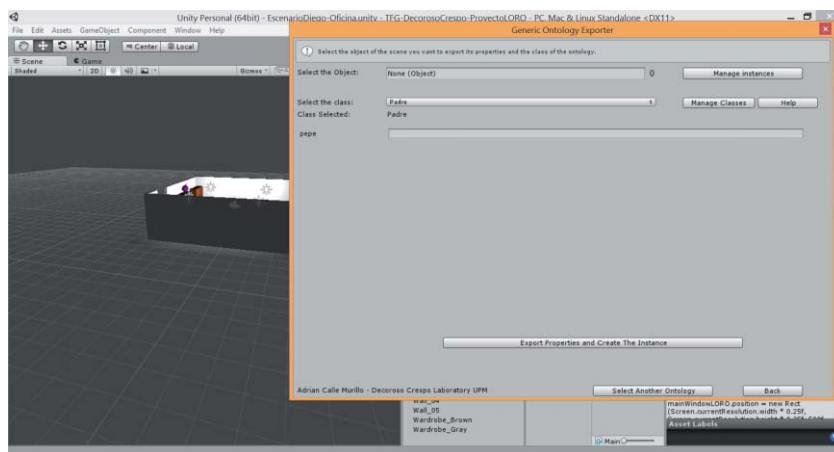 Unity Personal (64bit) - EscenarioDiego-Oficina.unity - TFG-DecorosoCrespo-ProyectoLORO - PC, Mac & Linux Standalone <DX11>
File Edit Assets GameObject Component Window Help
Generic Ontology Exporter
Center Local
Scene Game
Shaded 2D Gizmos
Select the object of the scene you want to export its properties and the class of the ontology.
Select the Object: None (Object) Manage instances
Select the class: Padre Manage Classes Help
Class Selected: Padre
pepe
Export Properties and Create The Instance
Adrian Calle Murillo - Decoroso Crespo Laboratory UPM Select Another Ontology Back
Wall_04
Wall_05
Wardrobe_Brown
Wardrobe_Gray
mainWindowLORO.position = new Rect
(Screen.currentResolution.width * 0.25f,
Asset Labels
Main